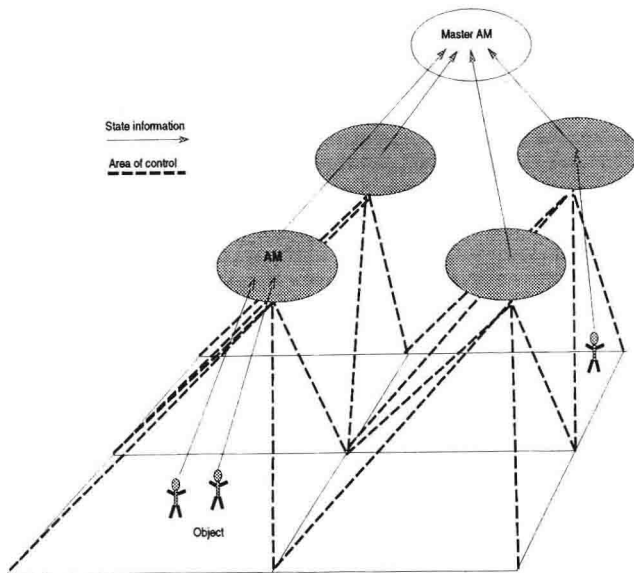 Master AM
State information
Area of control
AM
Object